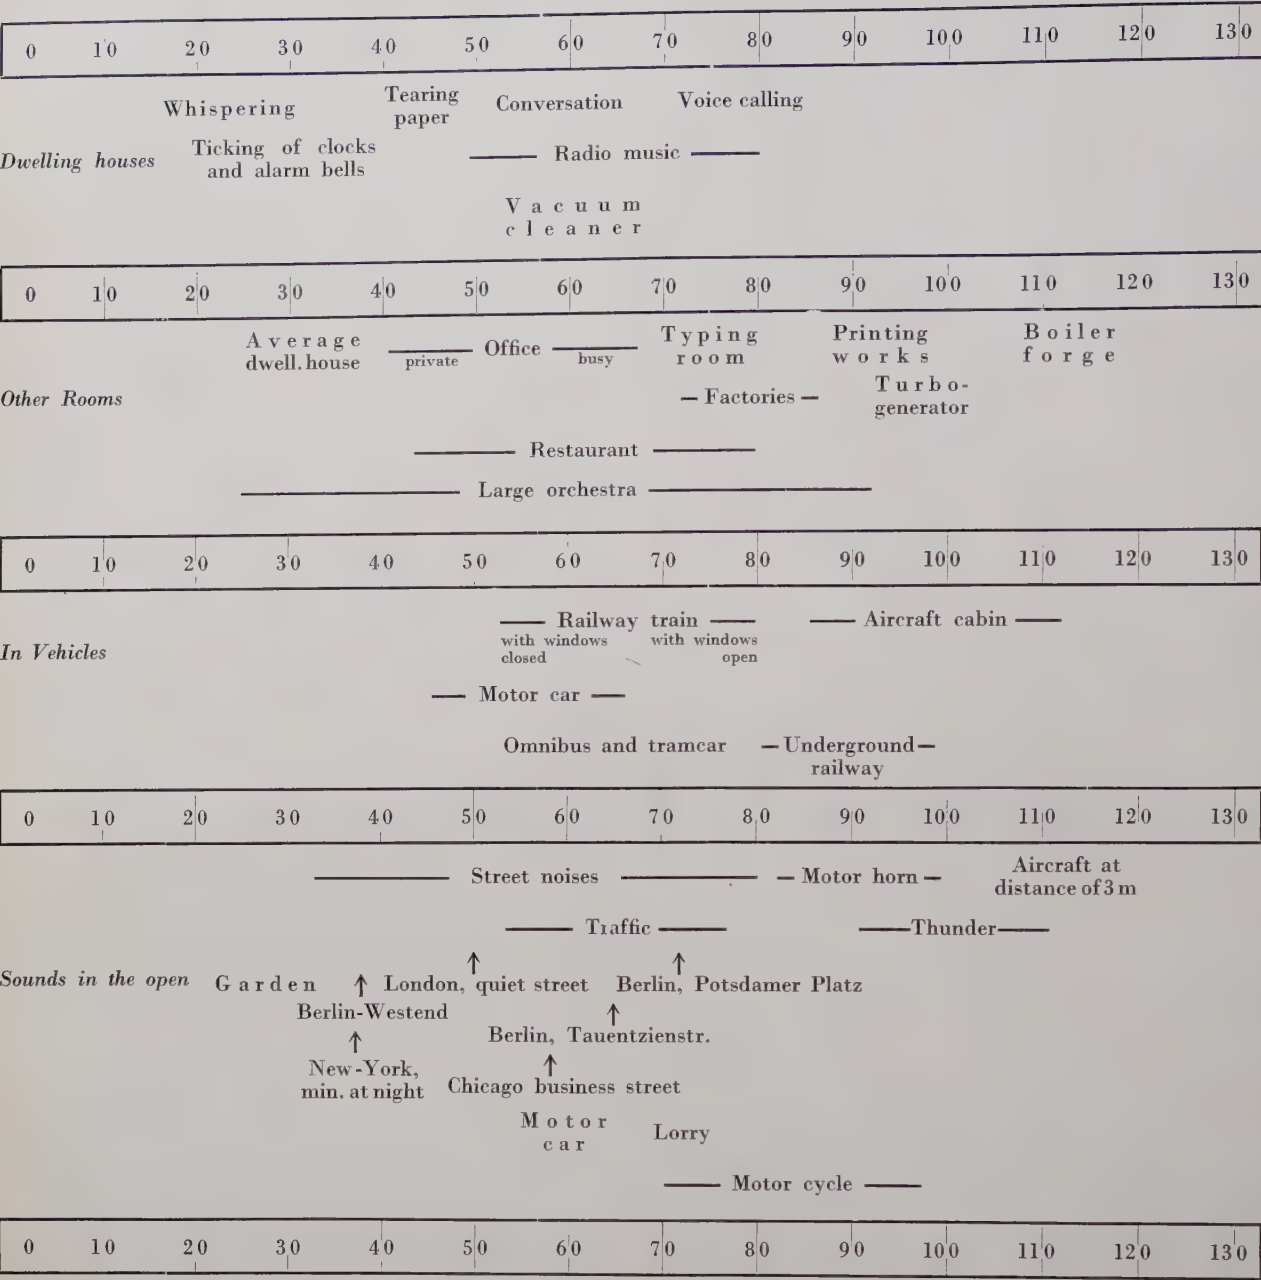 0 10 20 30 40 50 60 70 80 90 100 110 120 130
Whispering Tearing paper Conversation Voice calling
Dwelling houses Ticking of clocks and alarm bells Radio music
Vacuum cleaner
0 10 20 30 40 50 60 70 80 90 100 110 120 130
Average dwell. house private Office busy Typing room Printing works Boiler forge
Other Rooms Factories Turbo-generator
Restaurant
Large orchestra
0 10 20 30 40 50 60 70 80 90 100 110 120 130
Railway train Aircraft cabin
with windows closed with windows open
In Vehicles
Motor car
Omnibus and tramcar Underground railway
0 10 20 30 40 50 60 70 80 90 100 110 120 130
Street noises Motor horn Aircraft at distance of 3 m
Traffic Thunder
Sounds in the open Garden ↑ London, quiet street Berlin, Potsdamer Platz
Berlin-Westend
Berlin, Tauentzienstr.
New-York, min. at night
Chicago business street
Motor car Lorry
Motor cycle
0 10 20 30 40 50 60 70 80 90 100 110 120 130